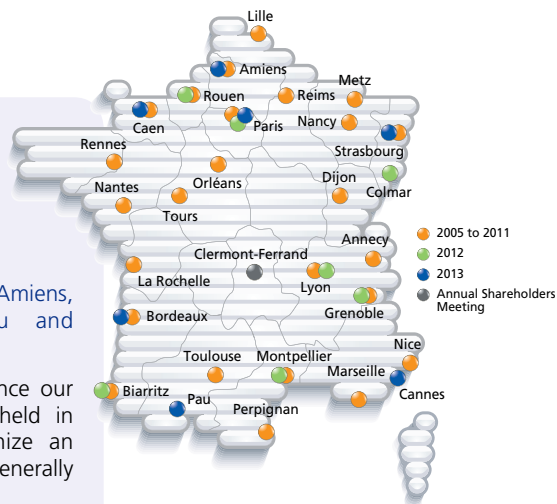 Lille
Amiens
Rouen
Reims
Metz
Caen
Paris
Nancy
Strasbourg
Rennes
Orléans
Dijon
Colmar
Nantes
Tours
Annecy
Clermont-Ferrand
La Rochelle
Lyon
Bordeaux
Grenoble
Toulouse
Montpellier
Nice
Marseille
Biarritz
Pau
Cannes
Perpignan
2005 to 2011
2012
2013
Annual Shareholders
Meeting
Amiens,
u and
nce our
held in
nize an
enerally